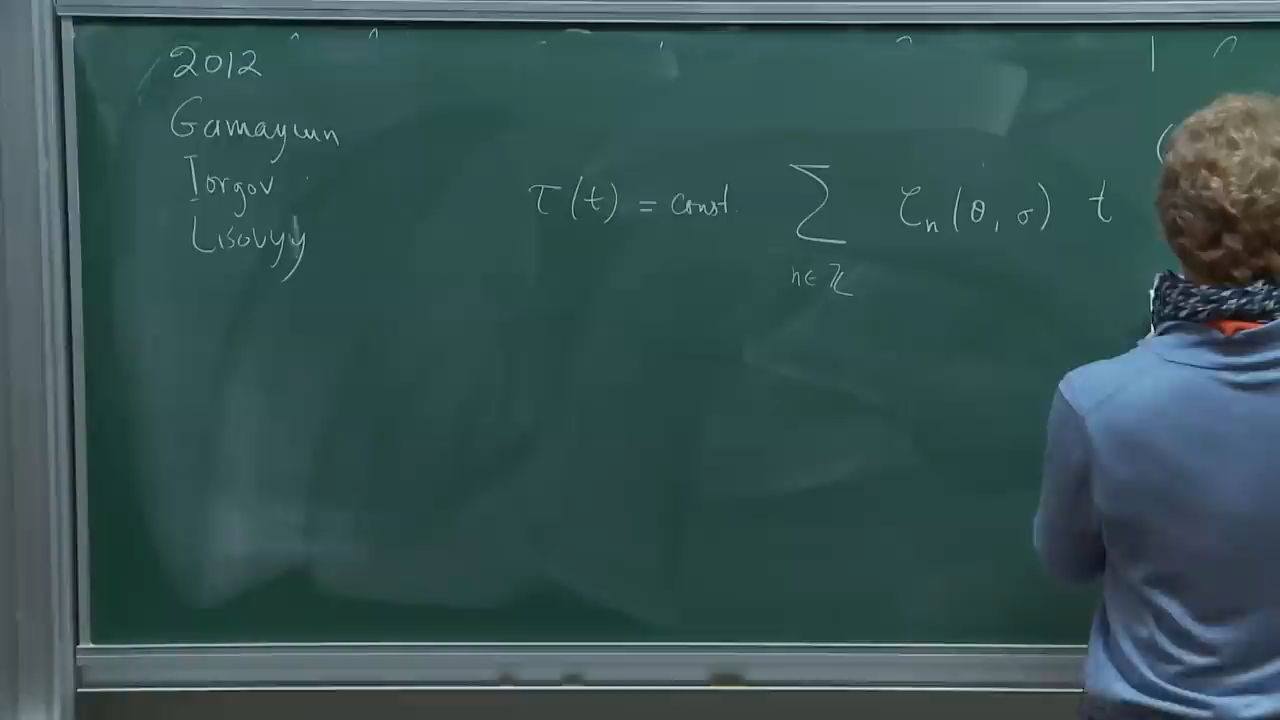 2012
Gamayun
Iorgov
Lisovyy
τ(t) = const. ∑ C_n(θ, σ) t (
n∈ℤ